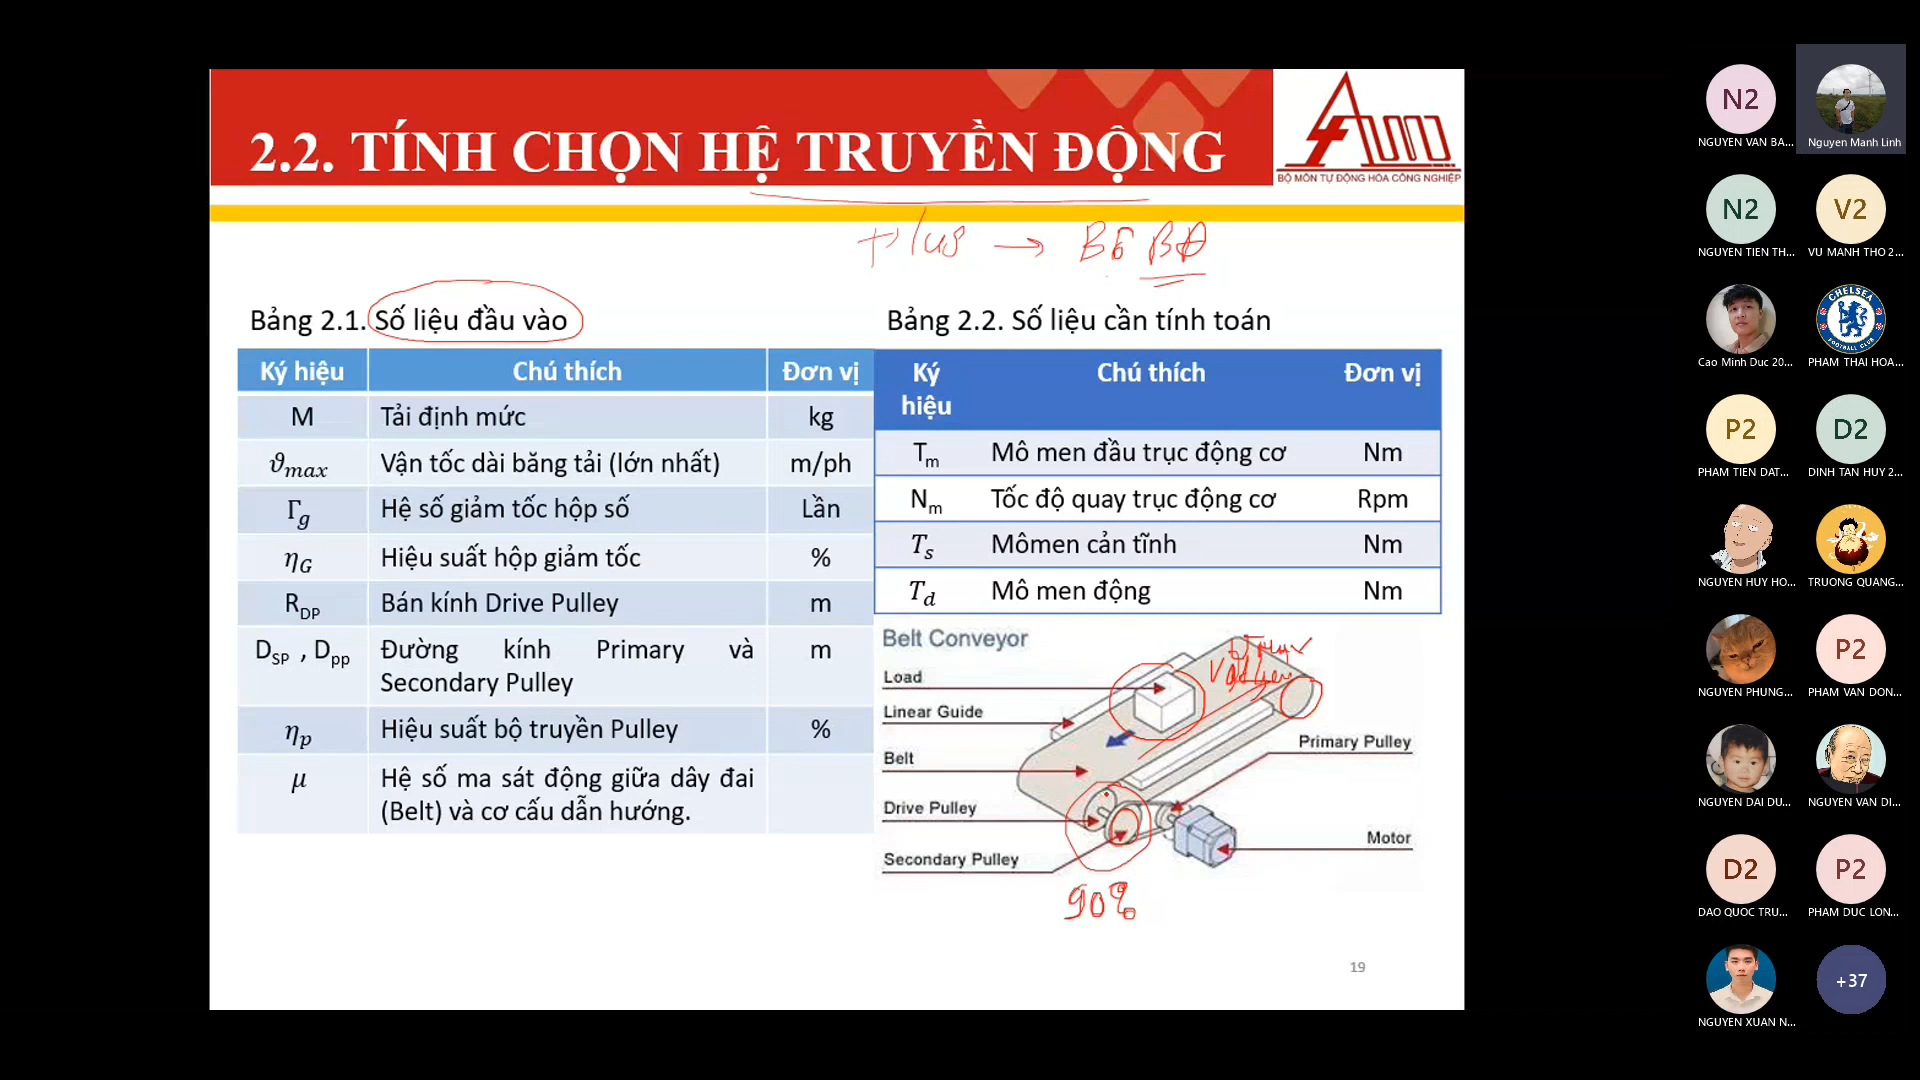 2.2. TÍNH CHỌN HỆ TRUYỀN ĐỘNG
BỘ MÔN TỰ ĐỘNG HÓA CÔNG NGHIỆP
Bảng 2.1. Số liệu đầu vào
Ký hiệu Chú thích Đơn vị
M Tải định mức kg
ϑmax Vận tốc dài băng tải (lớn nhất) m/ph
Γg Hệ số giảm tốc hộp số Lần
ηG Hiệu suất hộp giảm tốc %
RDP Bán kính Drive Pulley m
DSP , Dpp Đường kính Primary và m
Secondary Pulley
ηp Hiệu suất bộ truyền Pulley %
μ Hệ số ma sát động giữa dây đai
(Belt) và cơ cấu dẫn hướng.
Bảng 2.2. Số liệu cần tính toán
Ký Chú thích Đơn vị
hiệu
Tm Mô men đầu trục động cơ Nm
Nm Tốc độ quay trục động cơ Rpm
Ts Mômen cản tĩnh Nm
Td Mô men động Nm
Belt Conveyor
Load
Linear Guide
Belt
Drive Pulley
Secondary Pulley
Primary Pulley
Motor
90%
19
N2
NGUYEN VAN BA...
Nguyen Manh Linh
N2
NGUYEN TIEN TH...
V2
VU MANH THO 2...
Cao Minh Duc 20...
CHELSEA
FOOTBALL CLUB
PHAM THAI HOA...
P2
PHAM TIEN DAT...
D2
DINH TAN HUY 2...
NGUYEN HUY HO...
TRUONG QUANG...
NGUYEN PHUNG...
P2
PHAM VAN DON...
NGUYEN DAI DU...
NGUYEN VAN DI...
D2
DAO QUOC TRU...
P2
PHAM DUC LON...
NGUYEN XUAN N...
+37